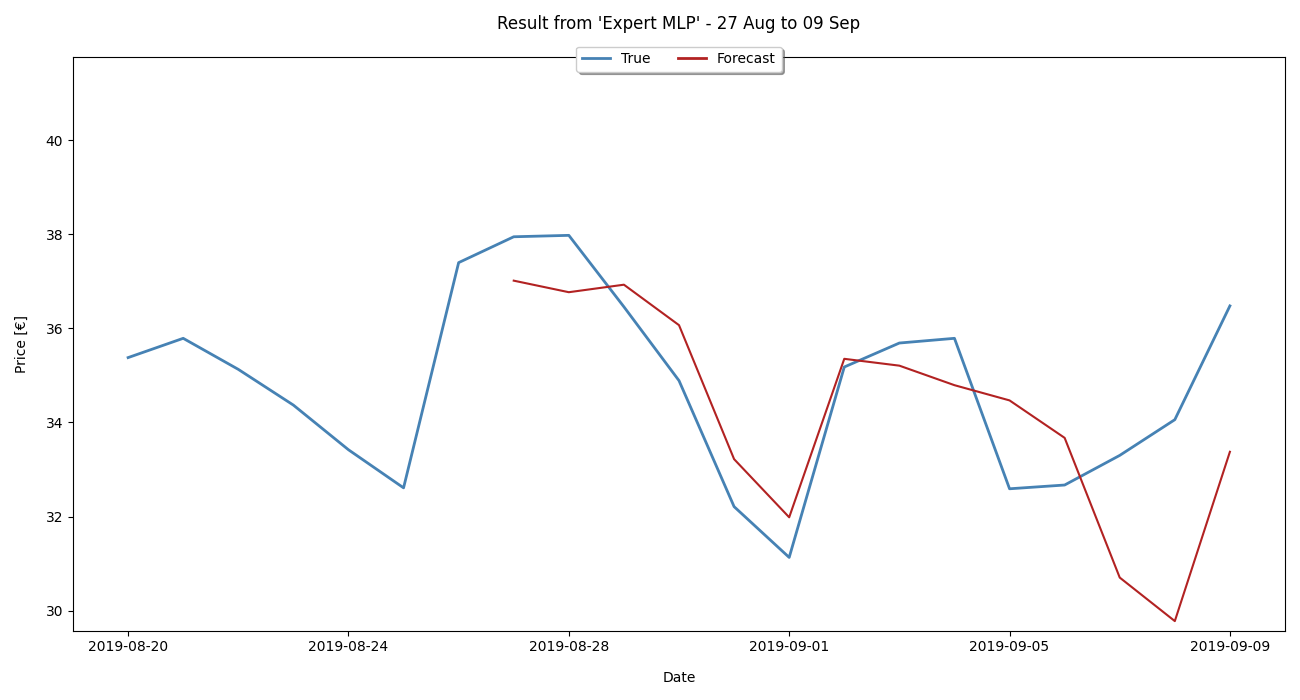 Result from 'Expert MLP' - 27 Aug to 09 Sep
True Forecast
40
38
36
34
32
30
Price [€]
2019-08-20 2019-08-24 2019-08-28 2019-09-01 2019-09-05 2019-09-09
Date